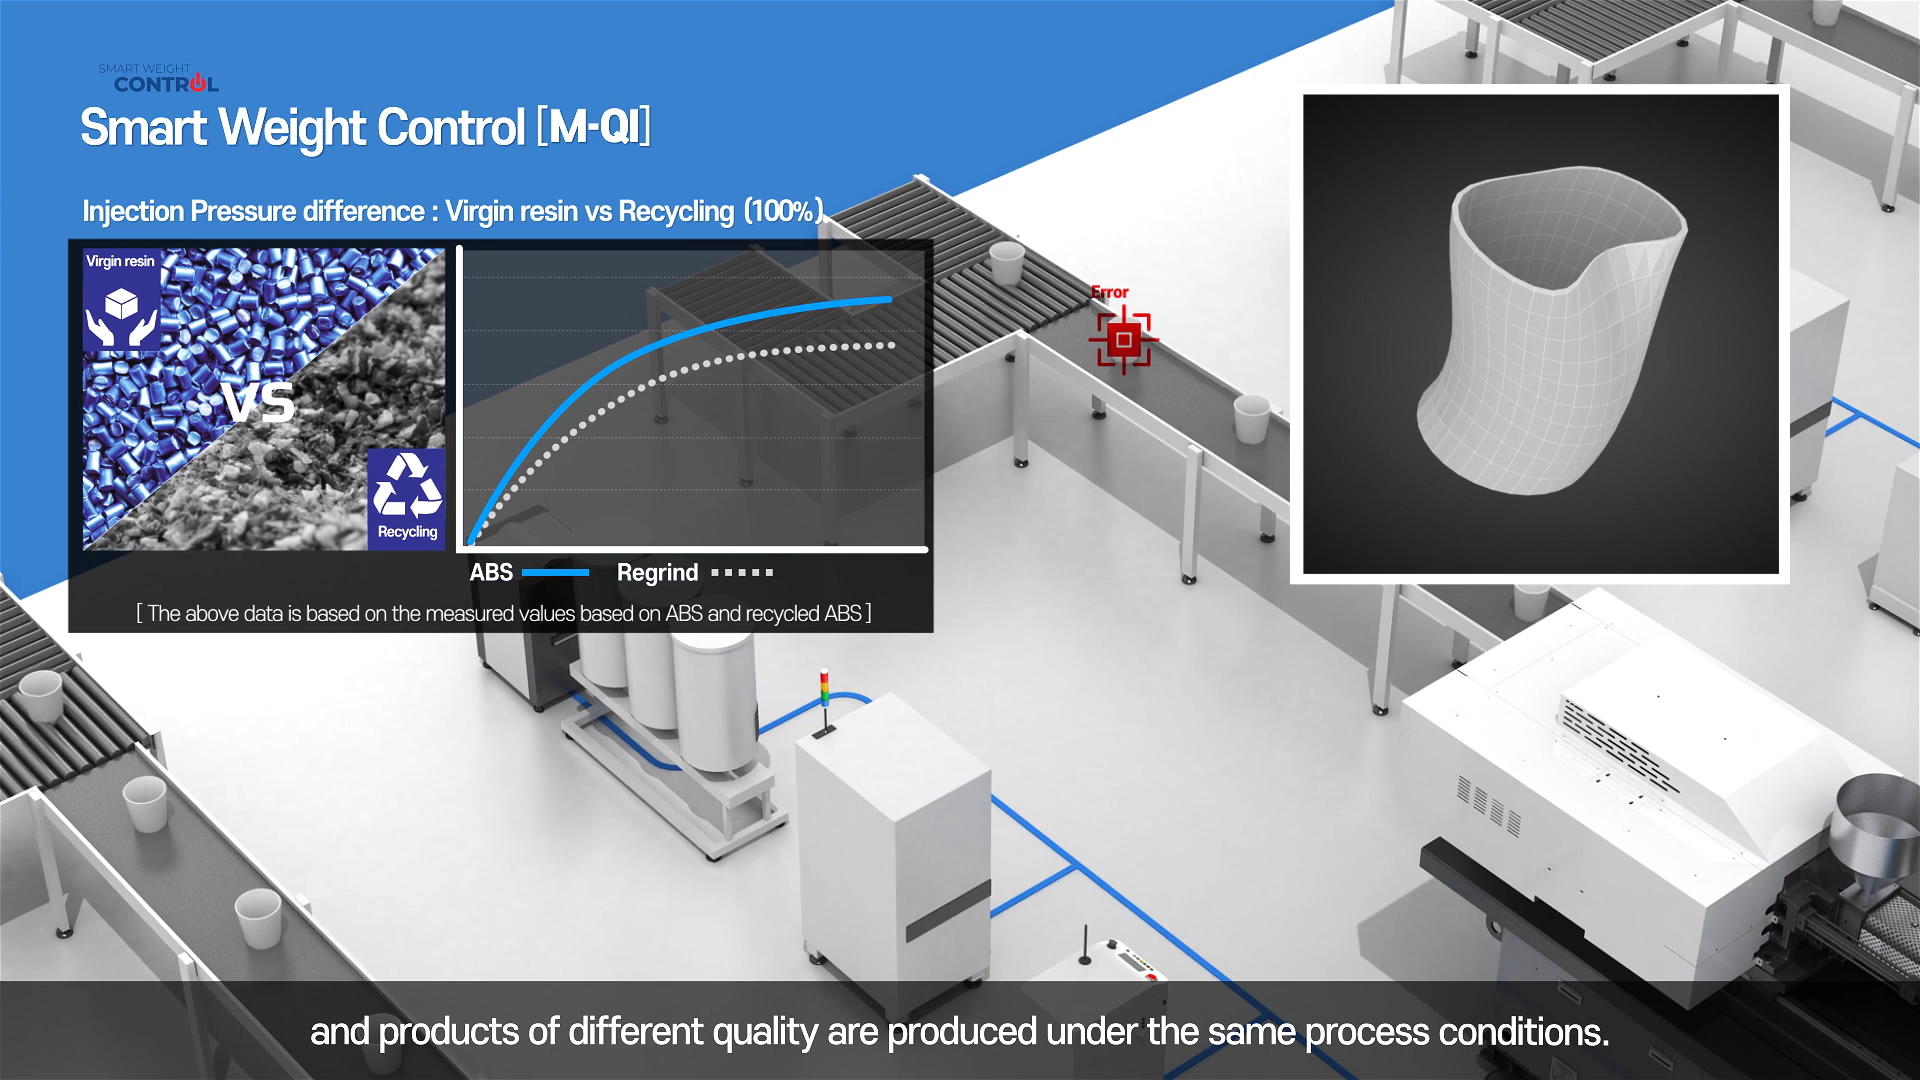 SMART WEIGHT
CONTROL
Smart Weight Control [M-QI]
Injection Pressure difference : Virgin resin vs Recycling (100%)
Virgin resin
VS
Recycling
Error
ABS
Regrind
[ The above data is based on the measured values based on ABS and recycled ABS ]
and products of different quality are produced under the same process conditions.